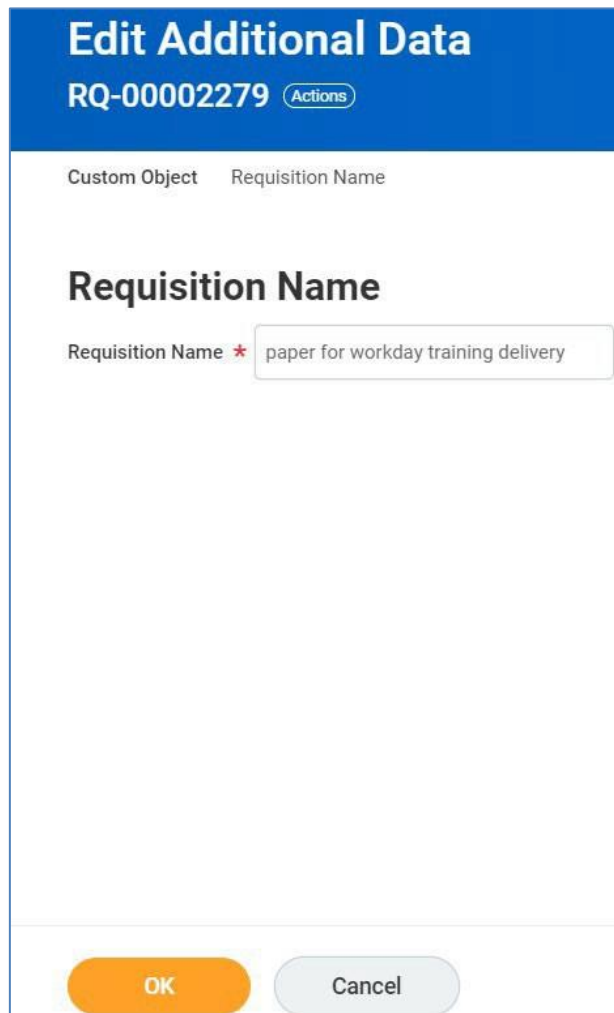 Edit Additional Data
RQ-00002279 Actions
Custom Object Requisition Name
Requisition Name
Requisition Name * paper for workday training delivery
OK Cancel